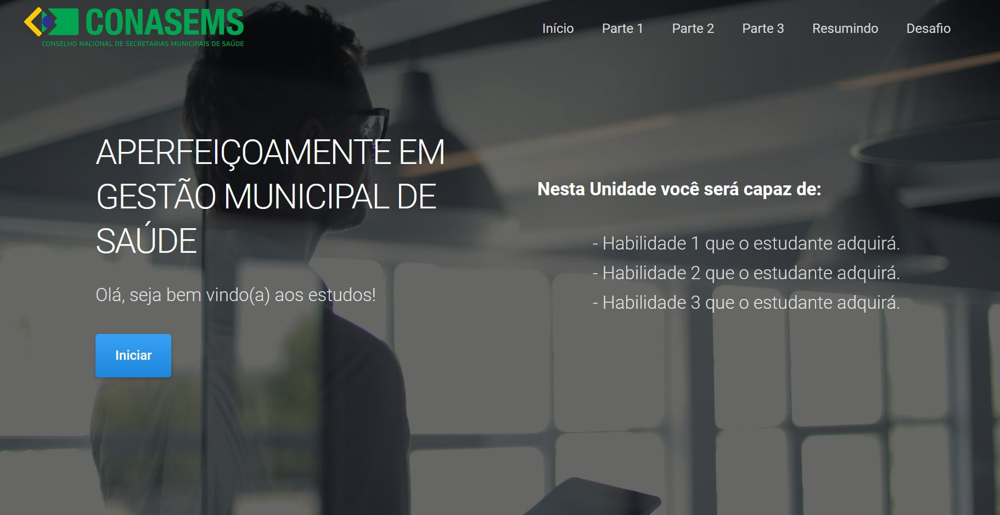 CONASEMS
CONSELHO NACIONAL DE SECRETARIAS MUNICIPAIS DE SAÚDE
Início Parte 1 Parte 2 Parte 3 Resumindo Desafio
APERFEIÇOAMENTE EM
GESTÃO MUNICIPAL DE
SAÚDE
Olá, seja bem vindo(a) aos estudos!
Iniciar
Nesta Unidade você será capaz de:
- Habilidade 1 que o estudante adquirá.
- Habilidade 2 que o estudante adquirá.
- Habilidade 3 que o estudante adquirá.